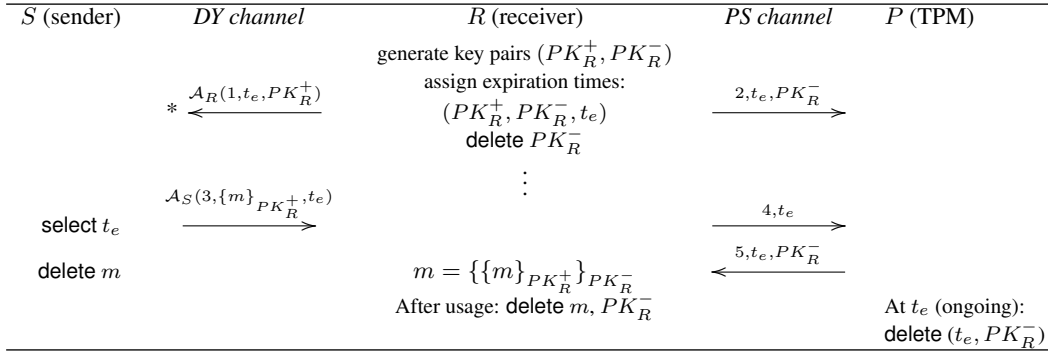 S (sender) DY channel R (receiver) PS channel P (TPM)
generate key pairs (PK_R^+, PK_R^-)
assign expiration times:
* A_R(1,t_e,PK_R^+) (PK_R^+, PK_R^-, t_e) 2,t_e,PK_R^-
delete PK_R^-
⋮
select t_e A_S(3,{m}_{PK_R^+},t_e) 4,t_e
delete m m = {{m}_{PK_R^+}}_{PK_R^-} 5,t_e,PK_R^-
After usage: delete m, PK_R^- At t_e (ongoing):
delete (t_e, PK_R^-)